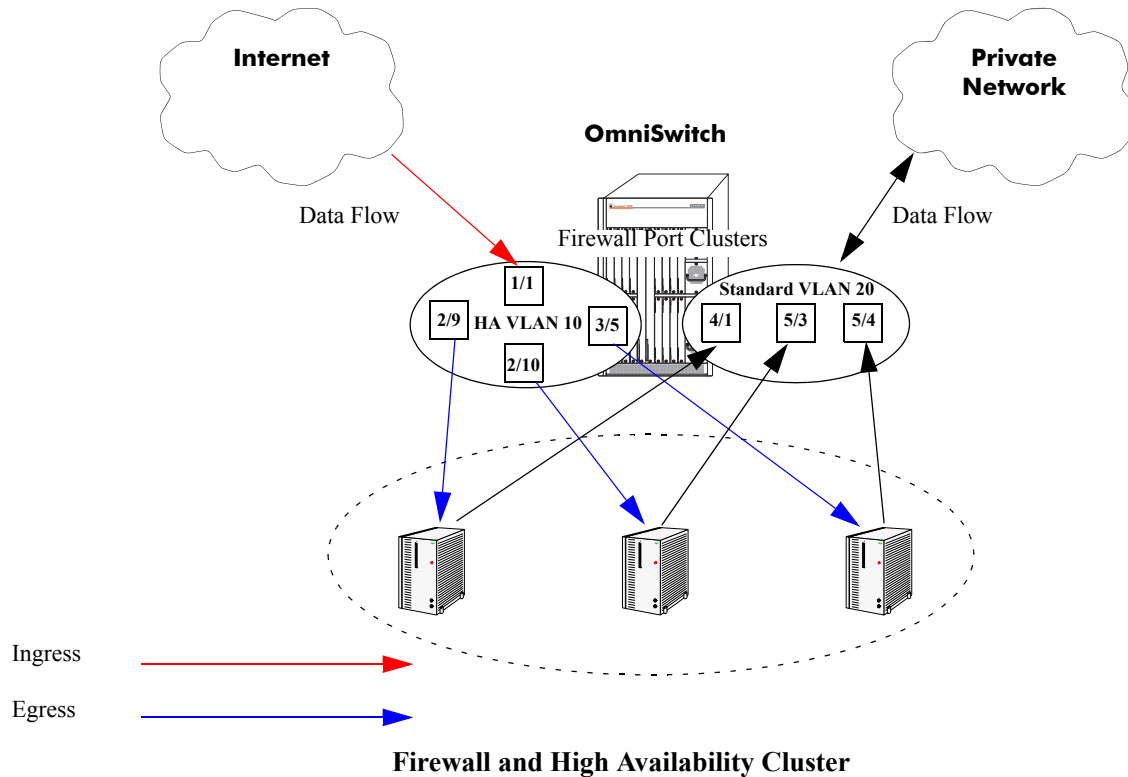 Internet
Private
Network
OmniSwitch
Data Flow
Data Flow
Firewall Port Clusters
1/1
Standard VLAN 20
2/9
HA VLAN 10
3/5
4/1
5/3
5/4
2/10
Ingress
Egress
Firewall and High Availability Cluster